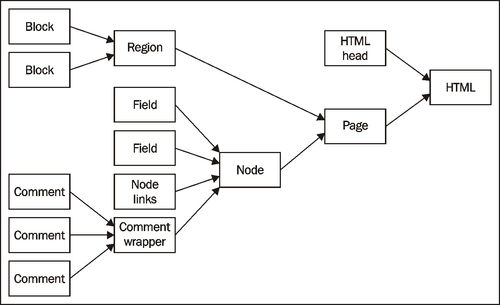 Block
Block
Region
HTML
head
HTML
Field
Field
Page
Node
links
Node
Comment
Comment
Comment
Comment
wrapper